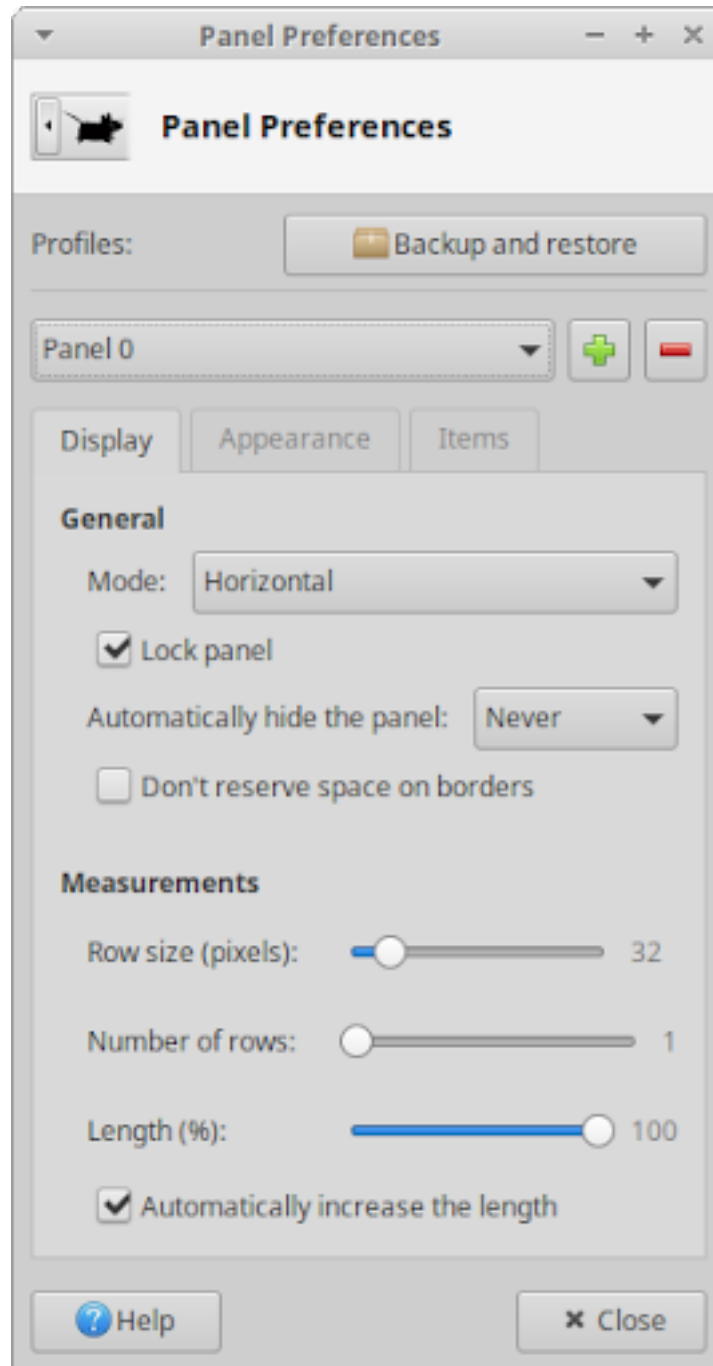 Panel Preferences
Panel Preferences
Profiles: Backup and restore
Panel 0
Display Appearance Items
General
Mode: Horizontal
Lock panel
Automatically hide the panel: Never
Don't reserve space on borders
Measurements
Row size (pixels): 32
Number of rows: 1
Length (%): 100
Automatically increase the length
Help Close